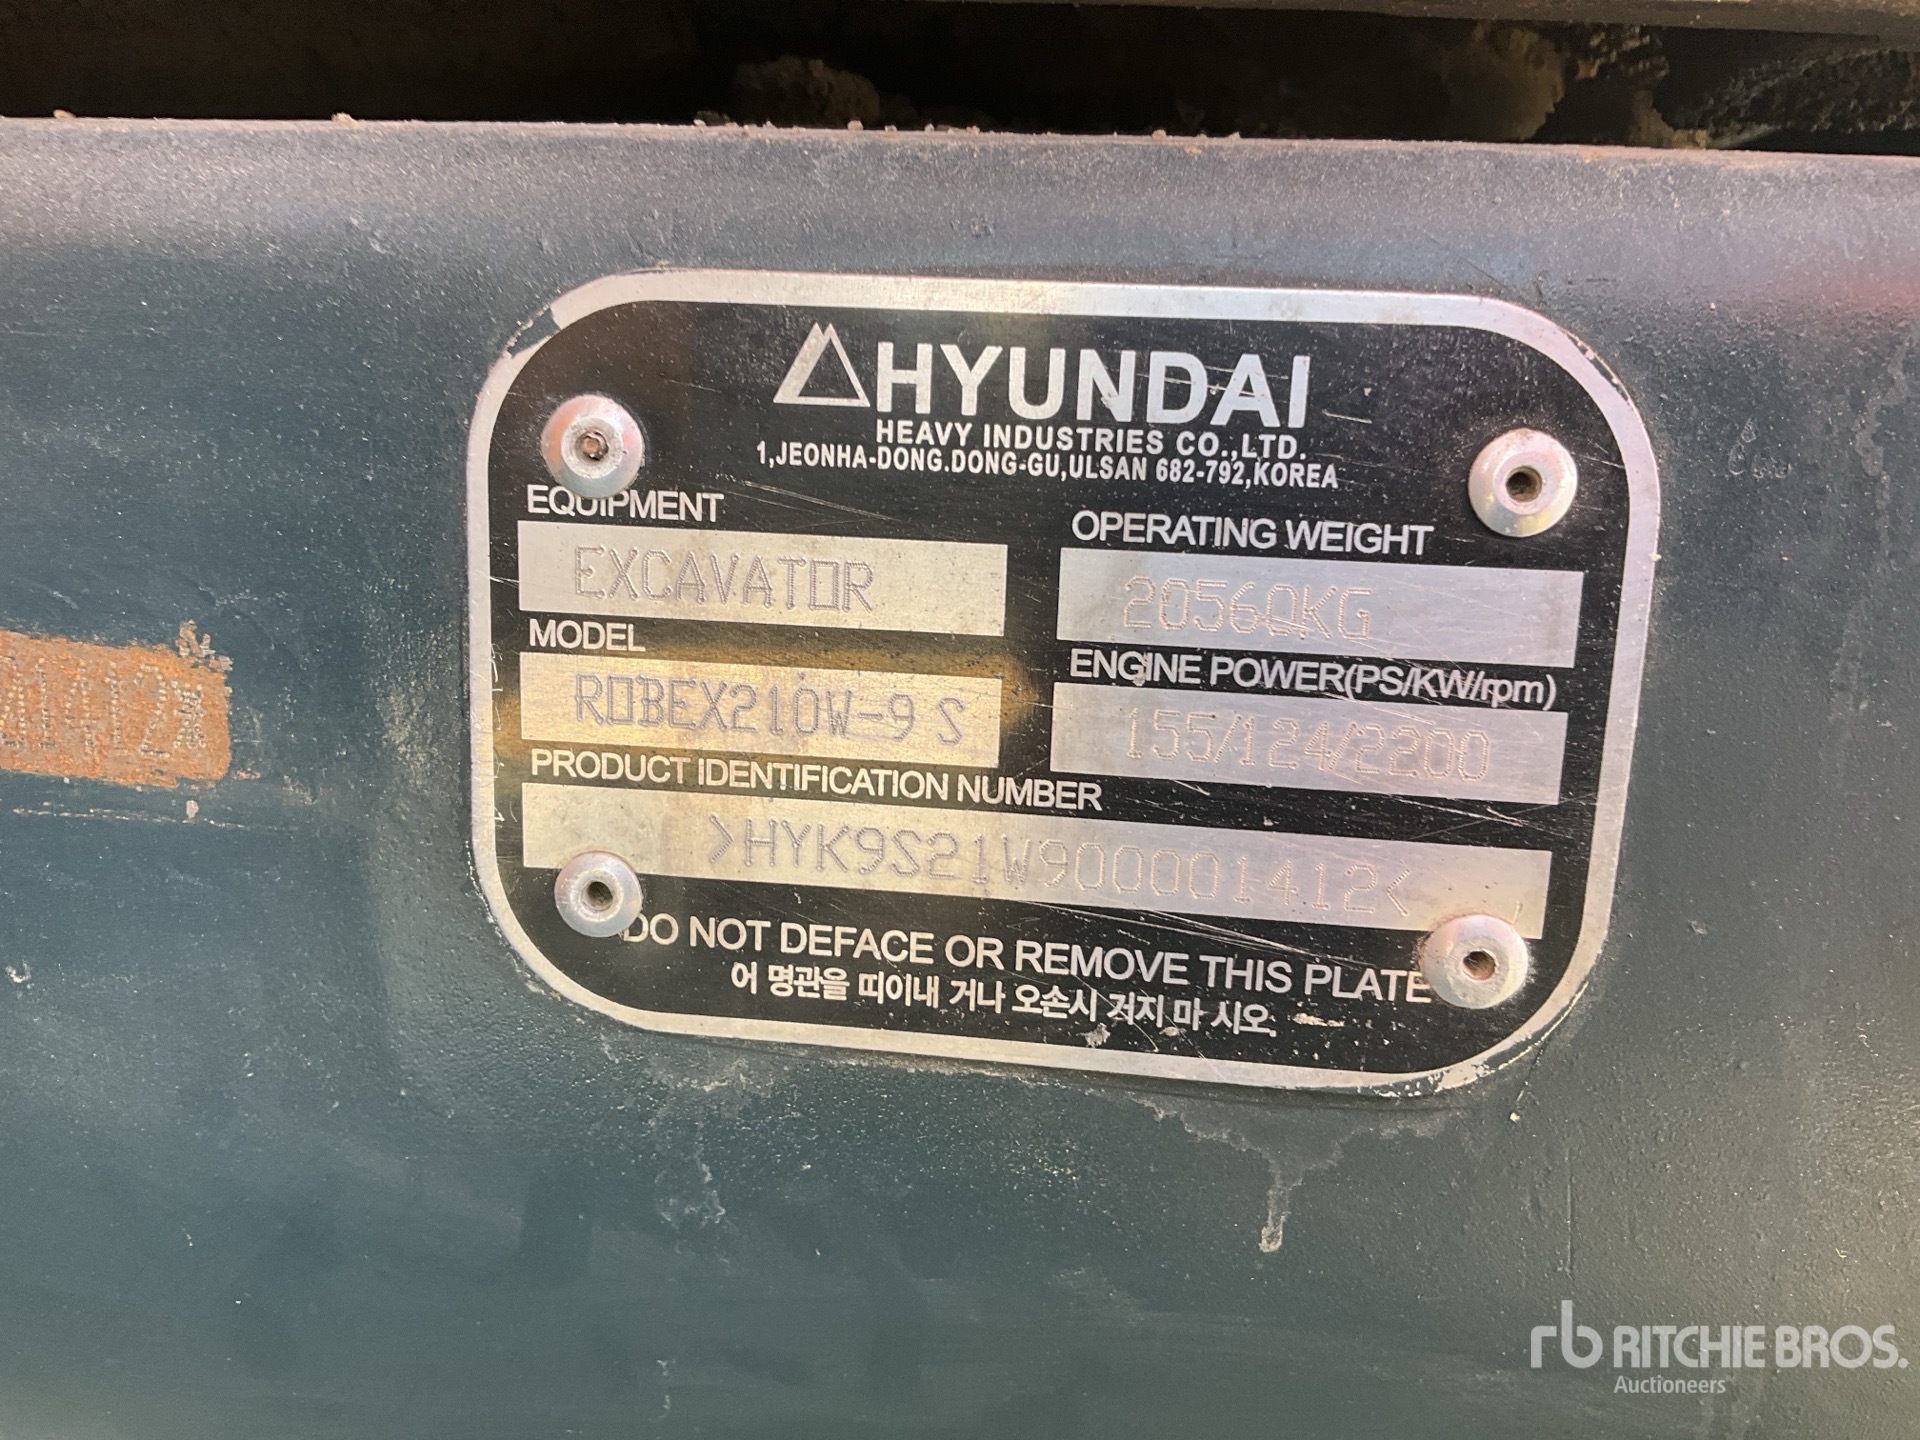 HYUNDAI
HEAVY INDUSTRIES CO.,LTD.
1,JEONHA-DONG.DONG-GU,ULSAN 682-792,KOREA
EQUIPMENT
EXCAVATOR
OPERATING WEIGHT
20560KG
MODEL
ROBEX210W-9 S
ENGINE POWER(PS/KW/rpm)
155/124/2200
PRODUCT IDENTIFICATION NUMBER
>HYK9S21W900001412<
DO NOT DEFACE OR REMOVE THIS PLATE
어 명관을 띠이내 거나 오손시 걱지 마 시오.
rb RITCHIE BROS.
Auctioneers